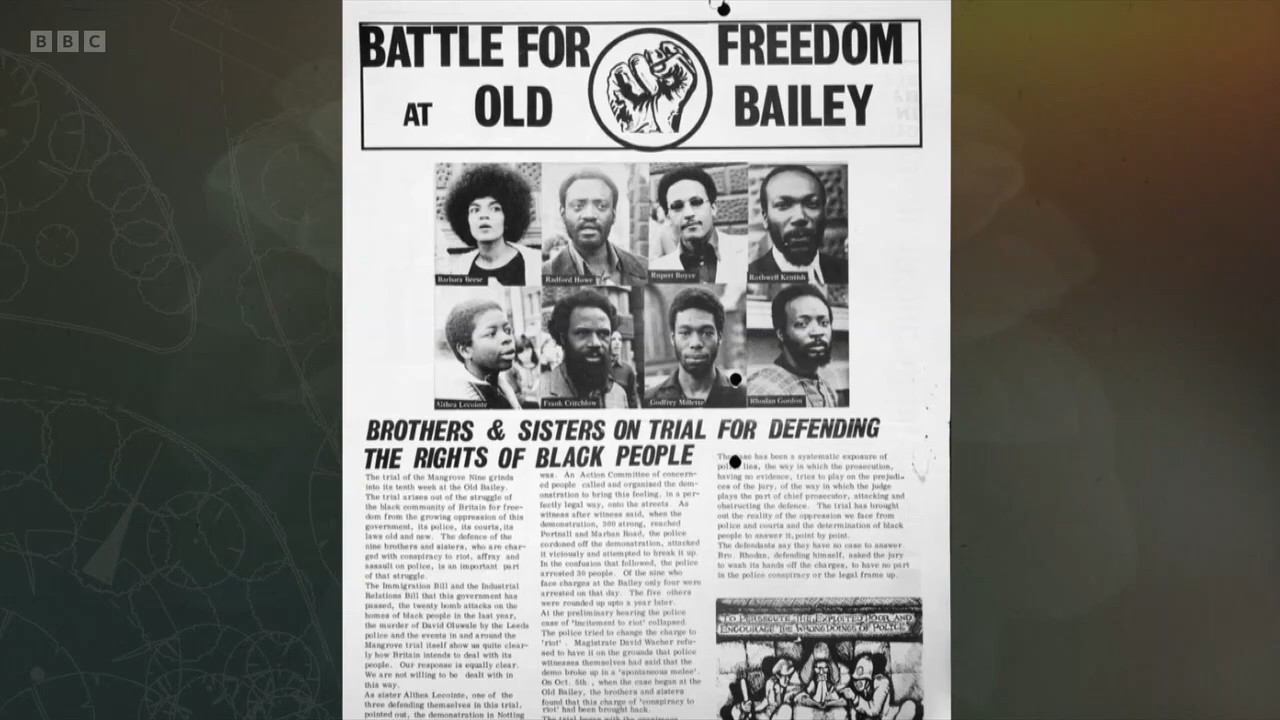 BBC
BATTLE FOR FREEDOM
AT OLD BAILEY
Barbara Beese
Radford Howe
Rupert Boyce
Rothwell Kentish
Althea Lecointe
Frank Critchlow
Godfrey Millette
Rhodan Gordon
BROTHERS & SISTERS ON TRIAL FOR DEFENDING
THE RIGHTS OF BLACK PEOPLE
The trial of the Mangrove Nine grinds
into its tenth week at the Old Bailey.
The trial arises out of the struggle of
the black community of Britain for free-
dom from the growing oppression of this
government, its police, its courts, its
laws old and new. The defence of the
nine brothers and sisters, who are char-
ged with conspiracy to riot, affray and
assault on police, is an important part
of that struggle.
The Immigration Bill and the Industrial
Relations Bill that this government has
passed, the twenty bomb attacks on the
homes of black people in the last year,
the murder of David Oluwale by the Leeds
police and the events in and around the
Mangrove trial itself show us quite clear-
ly how Britain intends to deal with its
people. Our response is equally clear.
We are not willing to be dealt with in
this way.
As sister Althea Lecointe, one of the
three defending themselves in this trial,
pointed out, the demonstration in Notting
was. An Action Committee of concern-
ed people called and organised the dem-
onstration to bring this feeling, in a per-
fectly legal way, onto the streets. As
witness after witness said, when the
demonstration, 300 strong, reached
Portnall and Marban Road, the police
cordoned off the demonstration, attacked
it viciously and attempted to break it up.
In the confusion that followed, the police
arrested 30 people. Of the nine who
face charges at the Bailey only four were
arrested on that day. The five others
were rounded up upto a year later.
At the preliminary hearing the police
case of 'incitement to riot' collapsed.
The police tried to change the charge to
'riot'. Magistrate David Wacher refu-
sed to have it on the grounds that police
witnesses themselves had said that the
demo broke up in a 'spontaneous melee'.
On Oct. 5th., when the case began at the
Old Bailey, the brothers and sisters
found that this charge of 'conspiracy to
riot' had been brought back.
The case has been a systematic exposure of
lies, the way in which the prosecution,
having no evidence, tries to play on the prejudi-
ces of the jury, of the way in which the judge
plays the part of chief prosecutor, attacking and
obstructing the defence. The trial has brought
out the reality of the oppression we face from
police and courts and the determination of black
people to answer it, point by point.
The defendants say they have no case to answer.
Bro. Rhodan, defending himself, asked the jury
to wash its hands off the charges, to have no part
in the police conspiracy or the legal frame up.
TO PERSECUTE THE EXPLOITED POOR AND
ENCOURAGE THE WRONG DOINGS OF POLICE